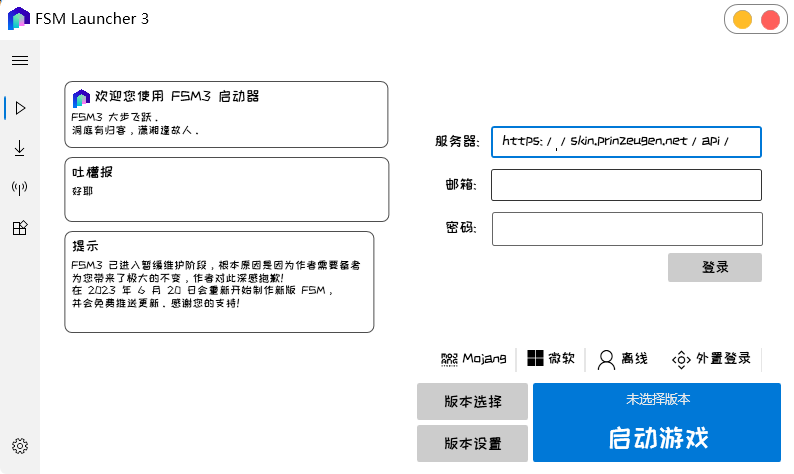 FSM Launcher 3
欢迎您使用 FSM3 启动器
FSM3 大步飞跃.
洞庭有归客，潇湘逢故人.
吐槽报
好耶
提示
FSM3 已进入暂缓维护阶段，根本原因是因为作者需要备考
为您带来了极大的不变，作者对此深感抱歉!
在 2023 年 6 月 20 日会重新开始制作新版 FSM，
并会免费推送更新. 感谢您的支持!
服务器: https://skin.prinzeugen.net/api/
邮箱:
密码:
登录
Mojang 微软 离线 外置登录
版本选择
版本设置
未选择版本
启动游戏